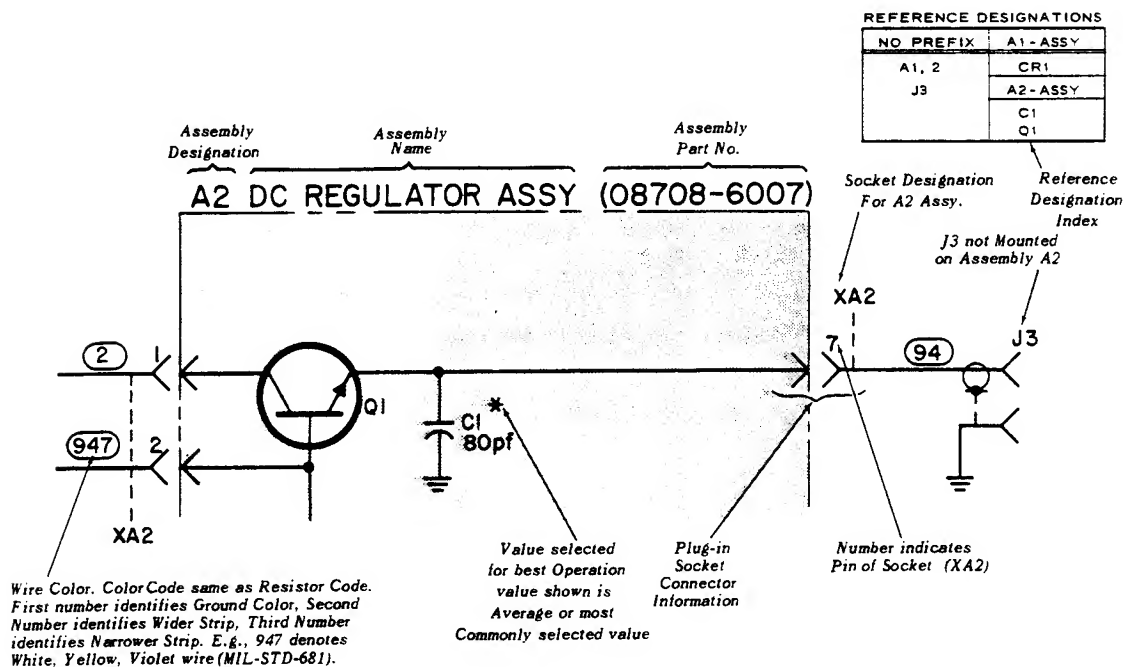 REFERENCE DESIGNATIONS
NO PREFIX A1-ASSY
A1, 2 CR1
J3 A2-ASSY
C1
Q1
Assembly
Designation
Assembly
Name
Assembly
Part No.
A2 DC REGULATOR ASSY (08708-6007)
Socket Designation
For A2 Assy.
Reference
Designation
Index
J3 not Mounted
on Assembly A2
XA2
2 1
7
94
J3
Q1
C1
80pf
*
947 2
XA2
Wire Color. Color Code same as Resistor Code.
First number identifies Ground Color, Second
Number identifies Wider Strip, Third Number
identifies Narrower Strip. E.g., 947 denotes
White, Yellow, Violet wire (MIL-STD-681).
Value selected
for best Operation
value shown is
Average or most
Commonly selected value
Plug-in
Socket
Connector
Information
Number indicates
Pin of Socket (XA2)